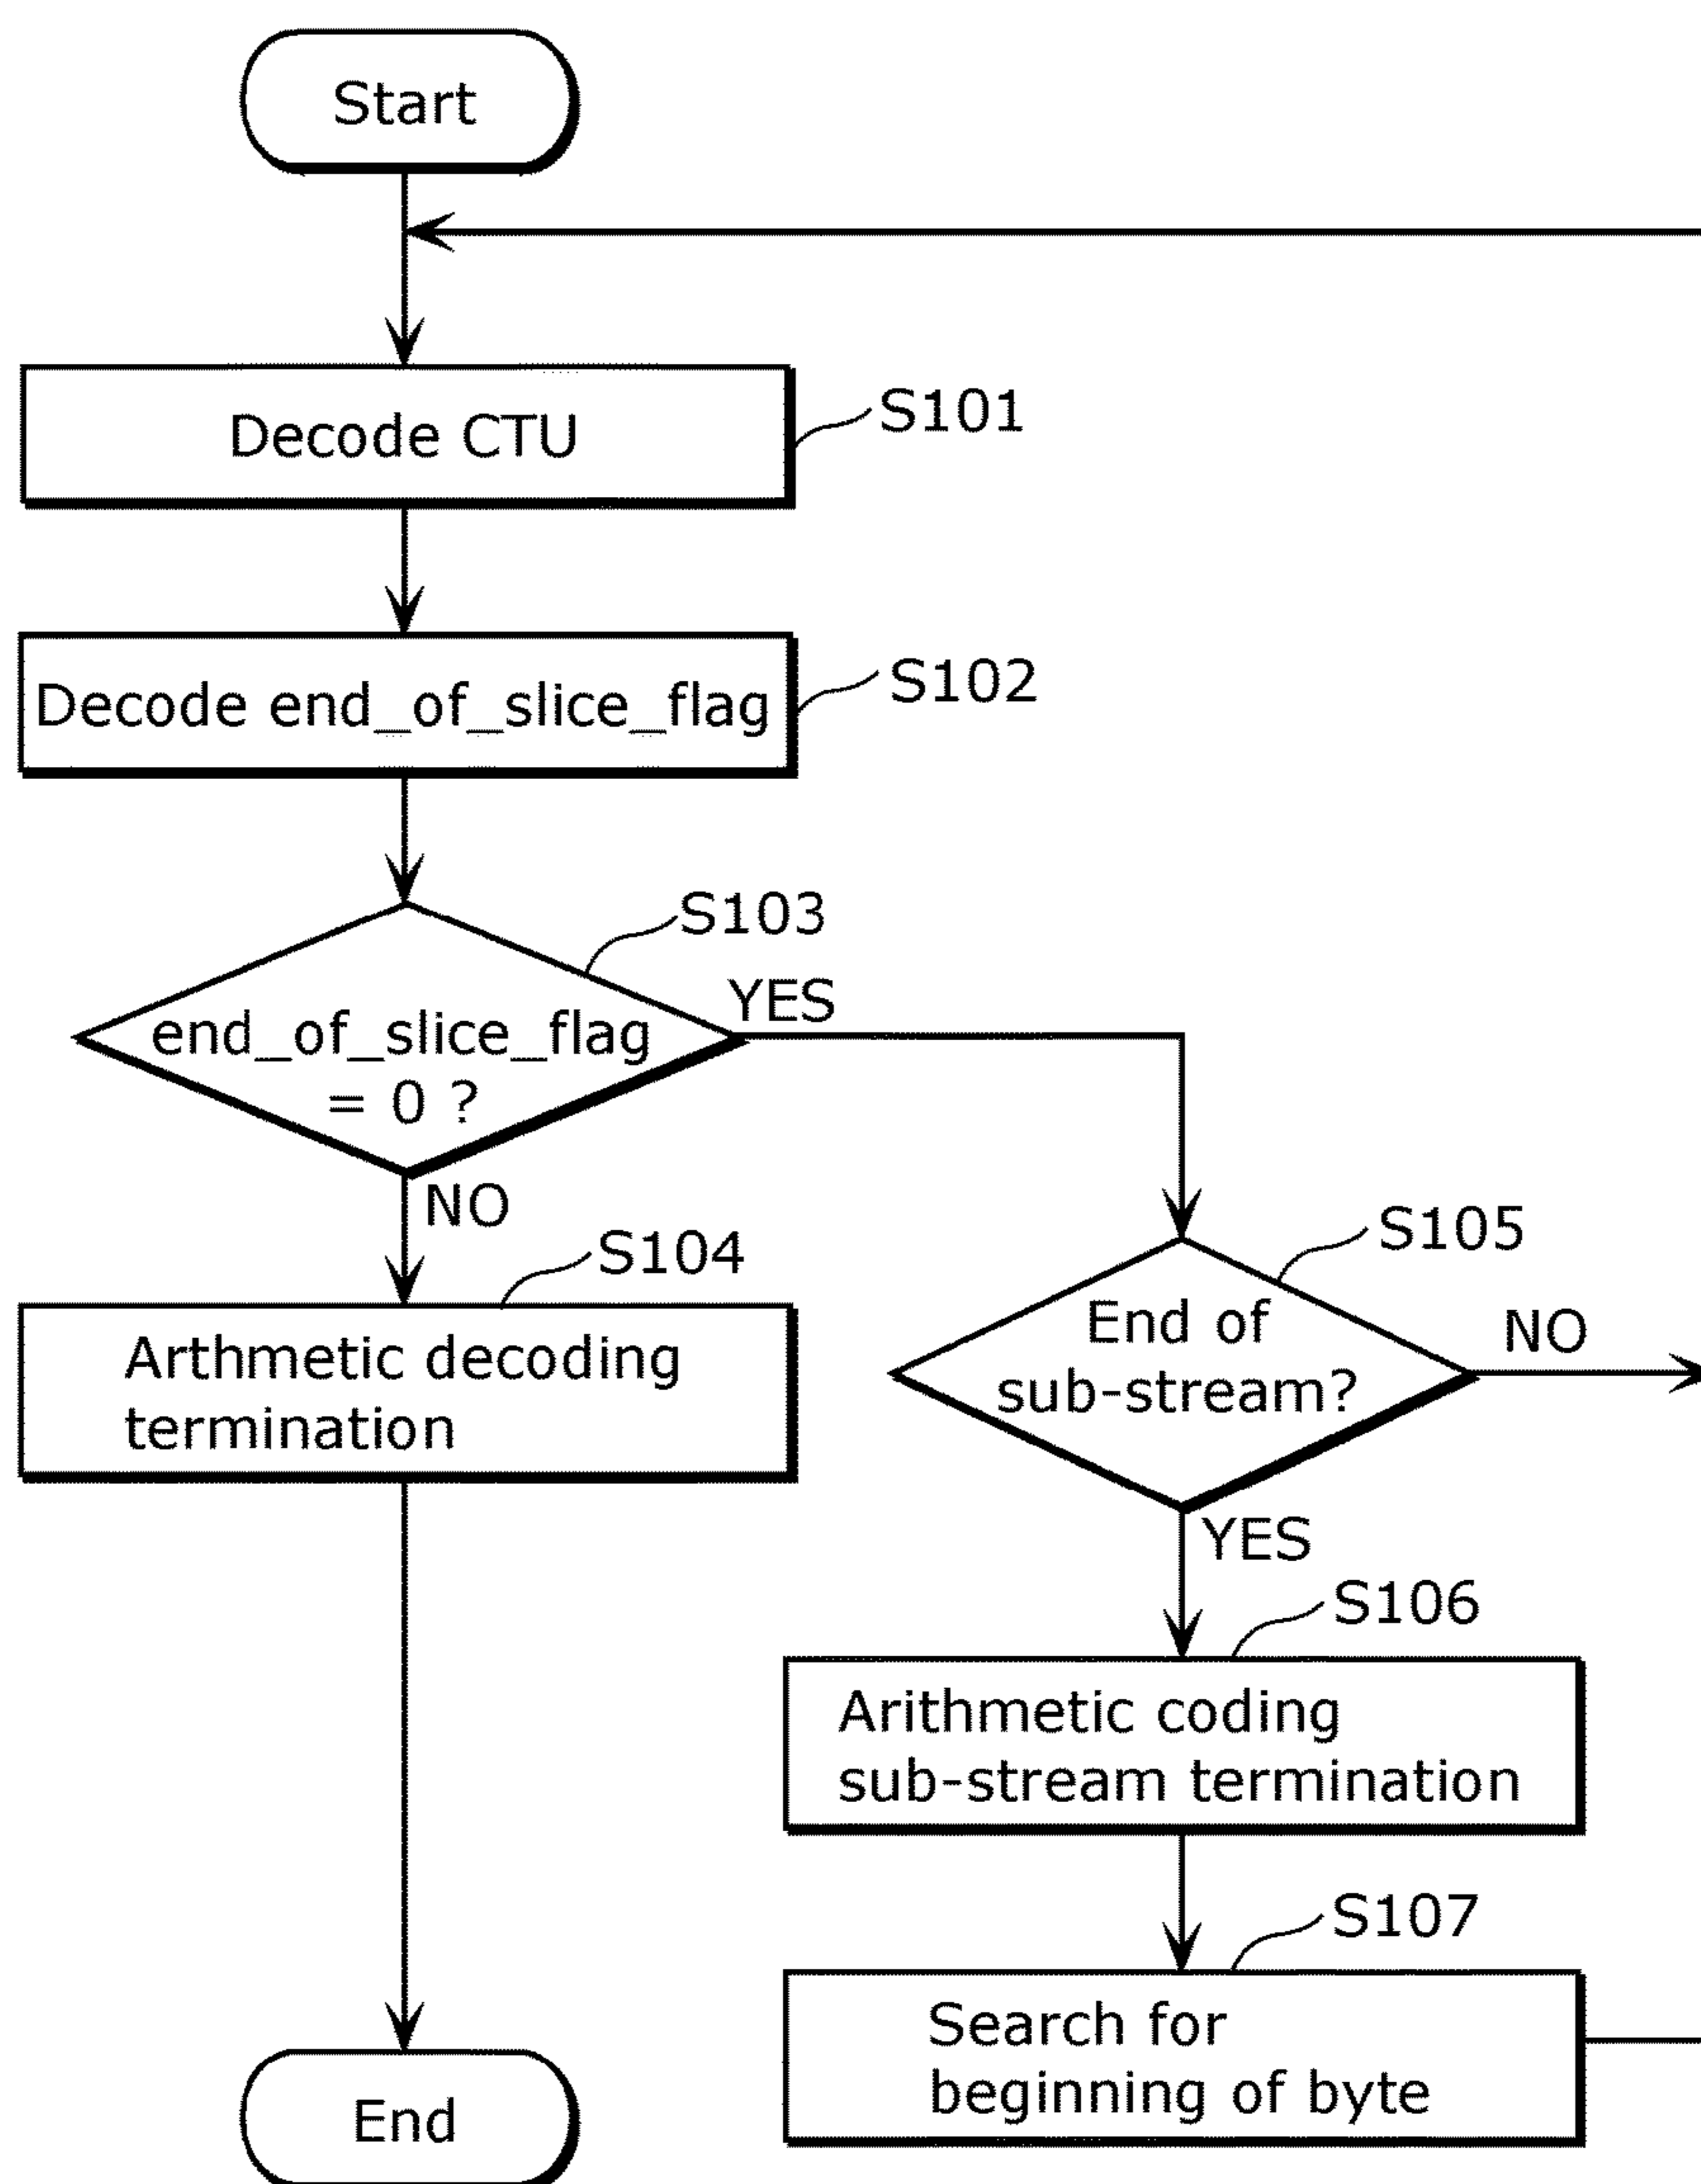 Start
Decode CTU
S101
Decode end_of_slice_flag
S102
S103
end_of_slice_flag
= 0 ?
YES
NO
S104
Arthmetic decoding
termination
S105
End of
sub-stream?
NO
YES
S106
Arithmetic coding
sub-stream termination
S107
Search for
beginning of byte
End